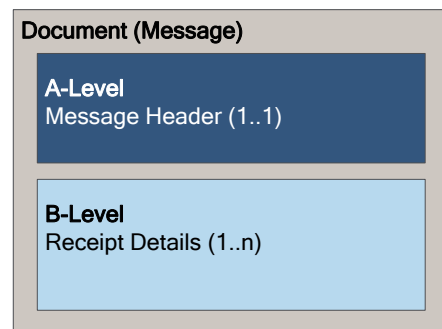 Document (Message)
A-Level
Message Header (1..1)
B-Level
Receipt Details (1..n)